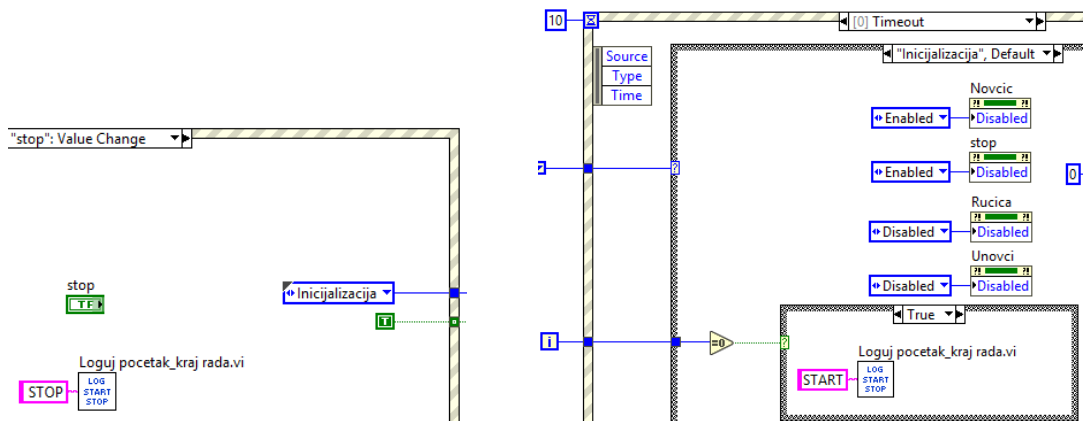 10
[0] Timeout
Source
Type
Time
"Inicijalizacija", Default
Novcic
Enabled
Disabled
"stop": Value Change
stop
Enabled
Disabled
0
Rucica
Disabled
Disabled
Unovci
Disabled
Disabled
stop
TF
Inicijalizacija
T
True
i
=0
Loguj pocetak_kraj rada.vi
STOP
LOG
START
STOP
Loguj pocetak_kraj rada.vi
START
LOG
START
STOP